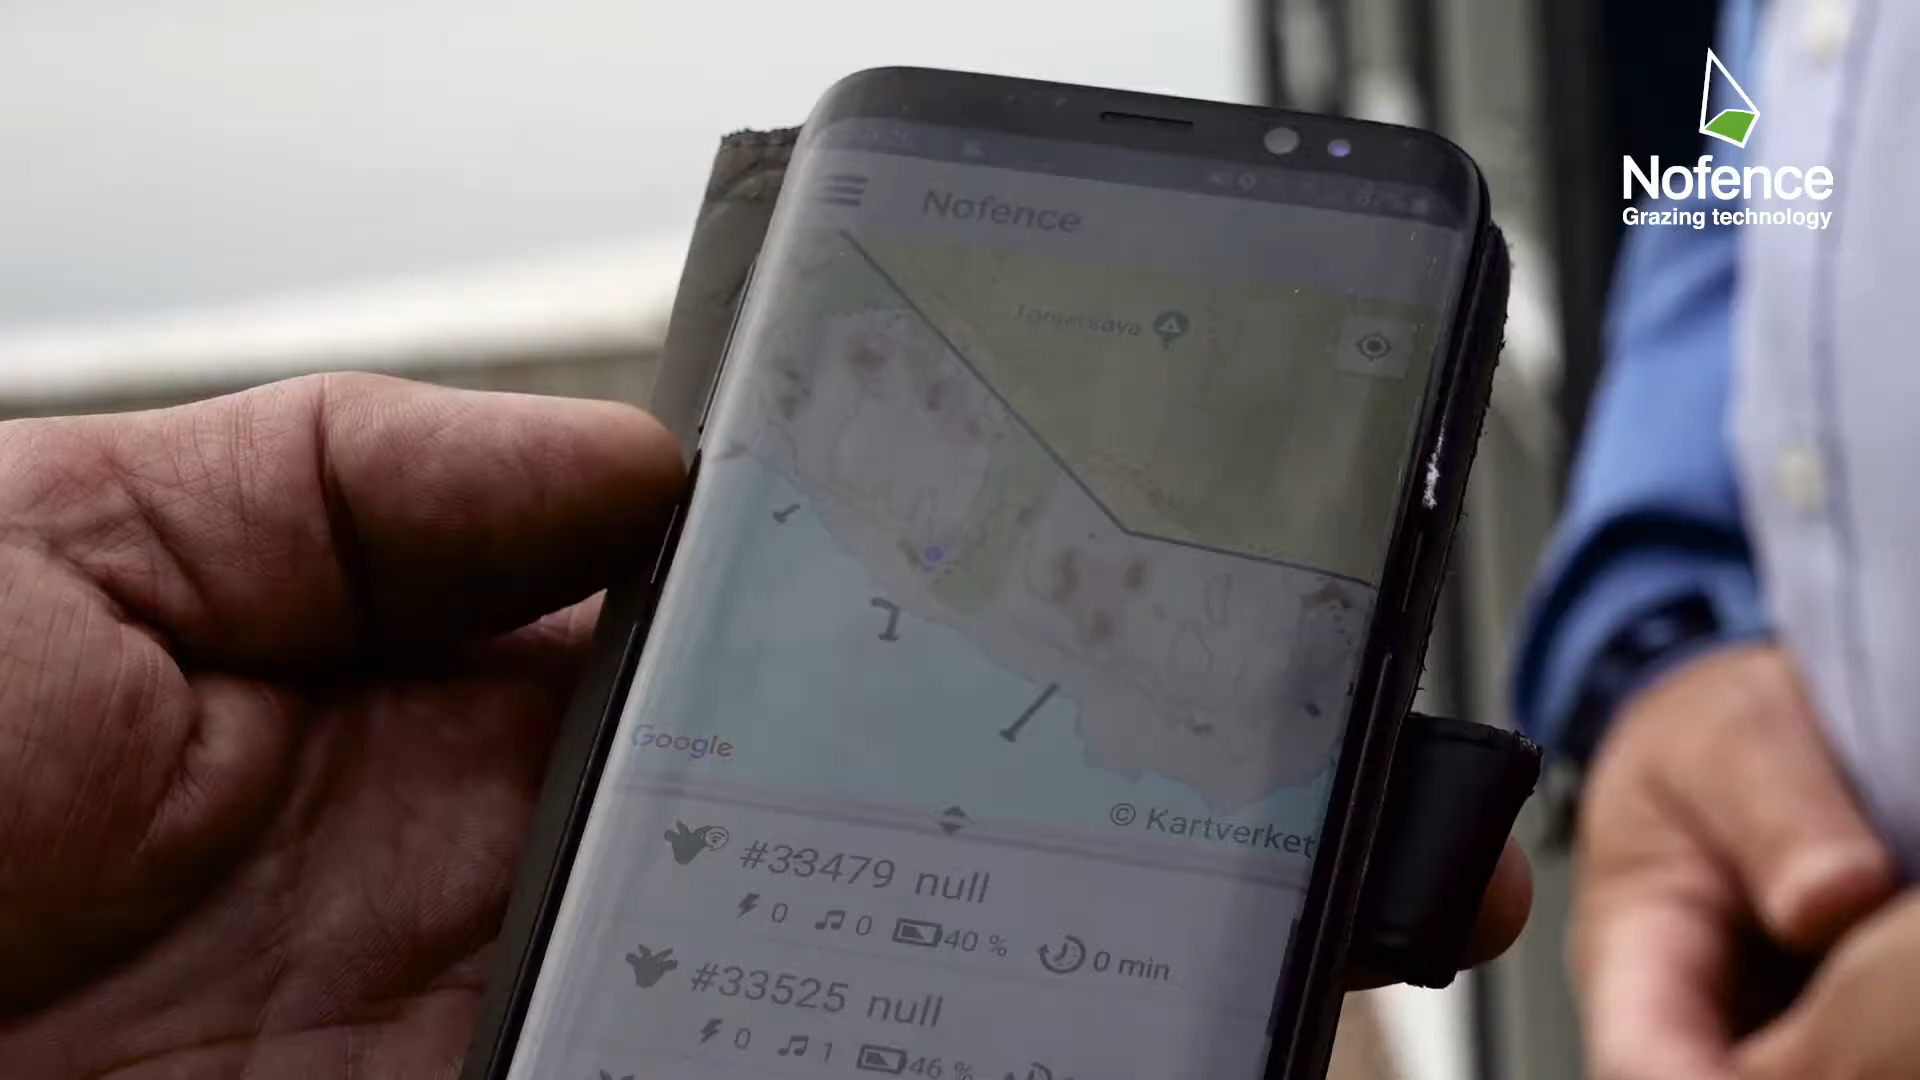 Nofence
Grazing technology
Nofence
Google
© Kartverket
#33479 null
0 0 40 % 0 min
#33525 null
0 1 46 %